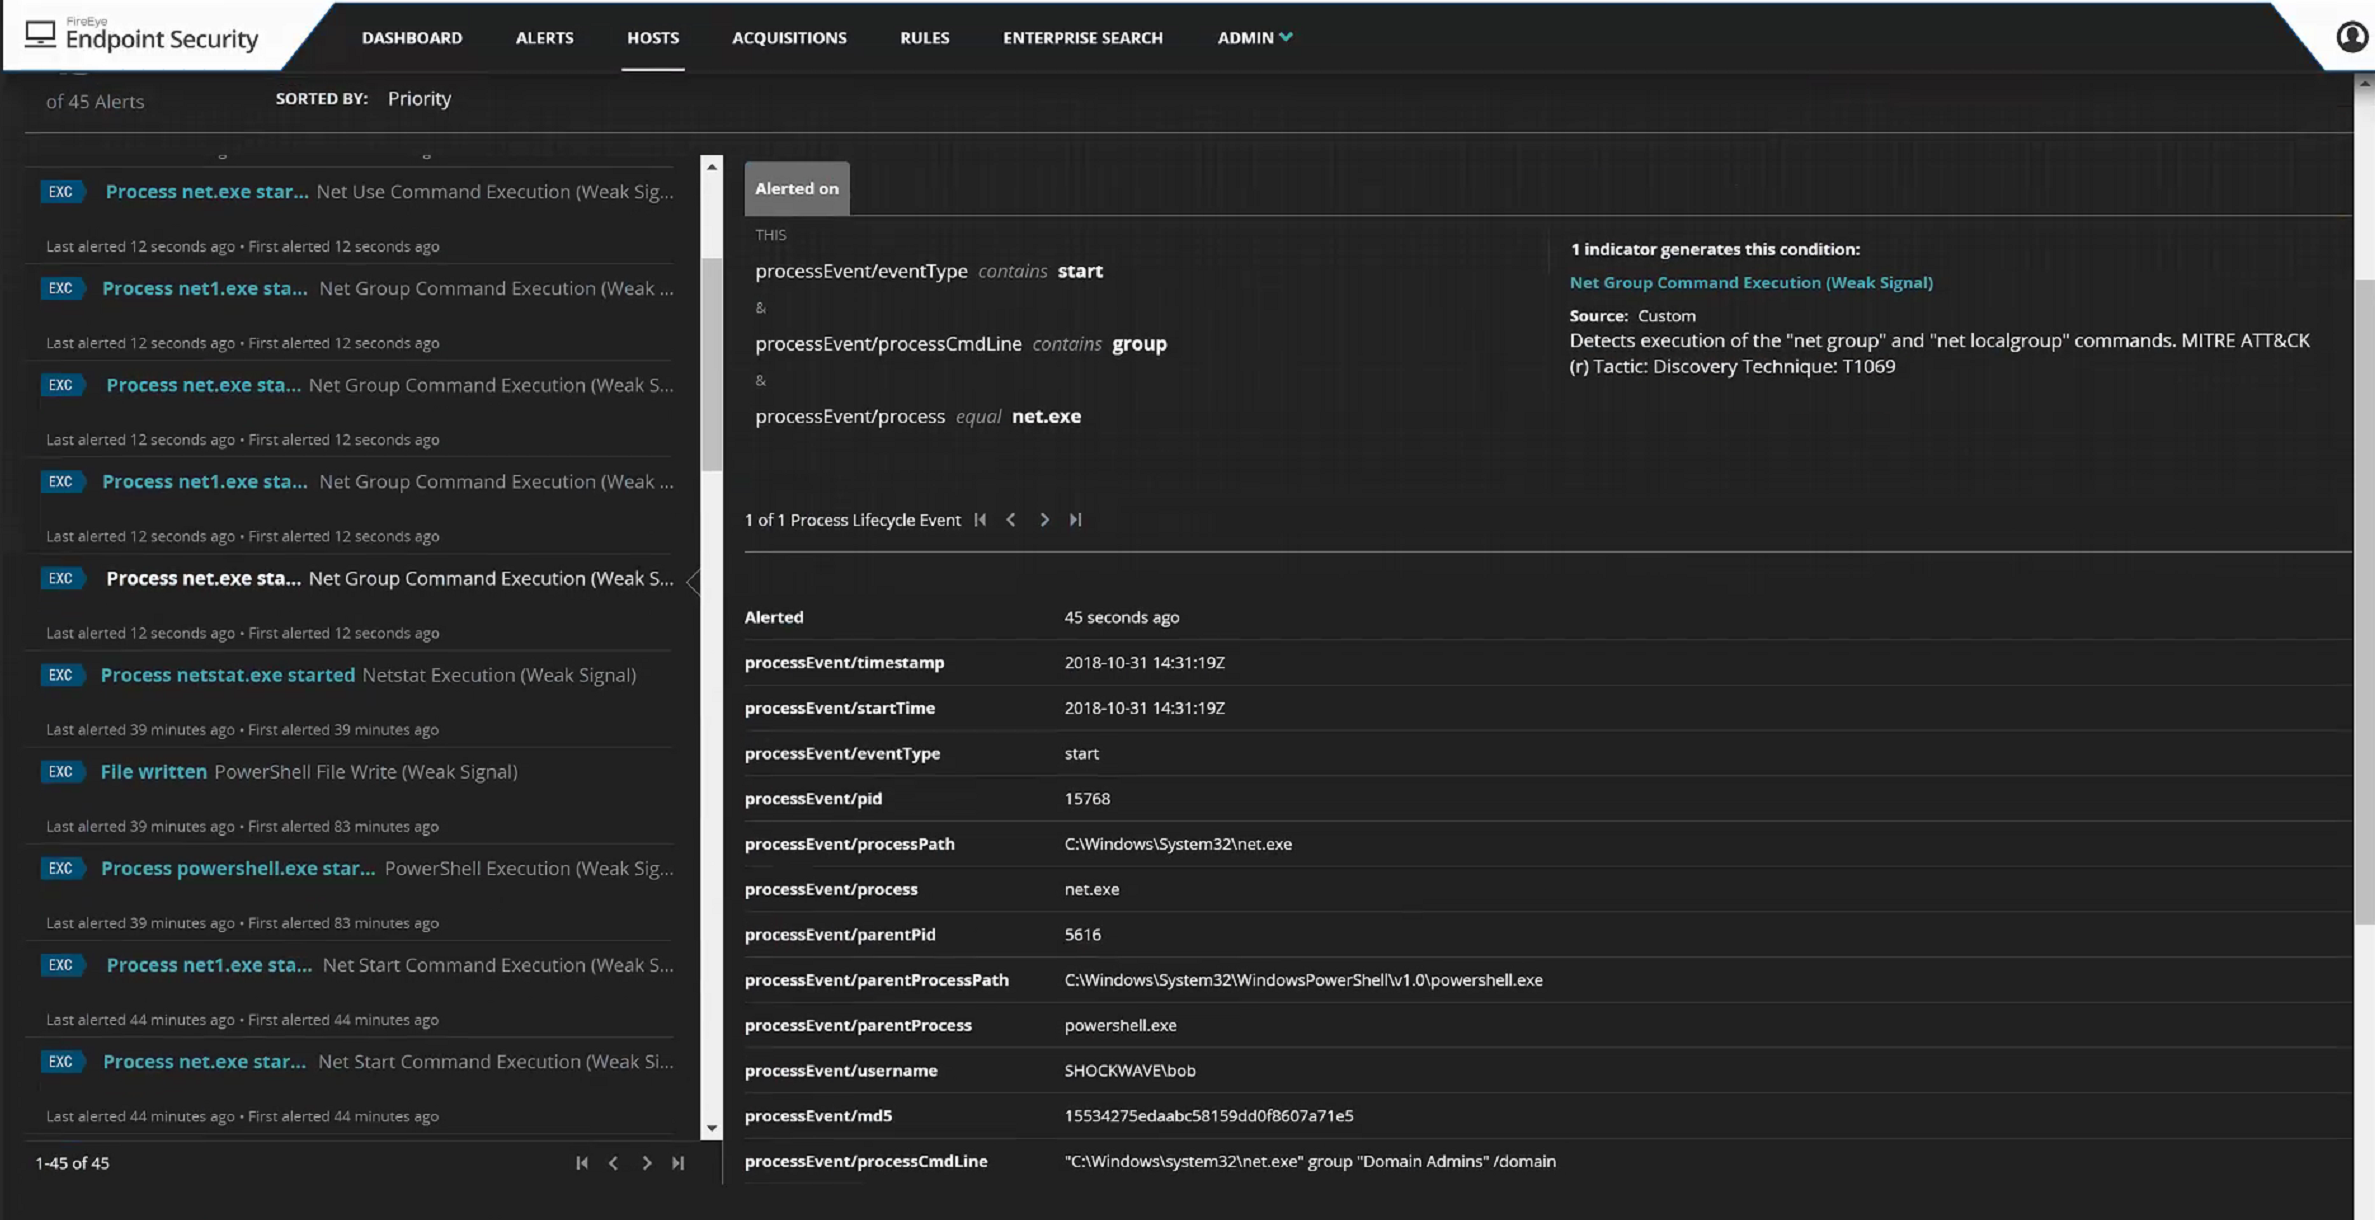 FireEye
Endpoint Security
DASHBOARD
ALERTS
HOSTS
ACQUISITIONS
RULES
ENTERPRISE SEARCH
ADMIN
of 45 Alerts
SORTED BY: Priority
EXC Process net.exe star... Net Use Command Execution (Weak Sig...
Last alerted 12 seconds ago • First alerted 12 seconds ago
EXC Process net1.exe sta... Net Group Command Execution (Weak ...
Last alerted 12 seconds ago • First alerted 12 seconds ago
EXC Process net.exe sta... Net Group Command Execution (Weak S...
Last alerted 12 seconds ago • First alerted 12 seconds ago
EXC Process net1.exe sta... Net Group Command Execution (Weak ...
Last alerted 12 seconds ago • First alerted 12 seconds ago
EXC Process net.exe sta... Net Group Command Execution (Weak S...
Last alerted 12 seconds ago • First alerted 12 seconds ago
EXC Process netstat.exe started Netstat Execution (Weak Signal)
Last alerted 39 minutes ago • First alerted 39 minutes ago
EXC File written PowerShell File Write (Weak Signal)
Last alerted 39 minutes ago • First alerted 83 minutes ago
EXC Process powershell.exe star... PowerShell Execution (Weak Sig...
Last alerted 39 minutes ago • First alerted 83 minutes ago
EXC Process net1.exe sta... Net Start Command Execution (Weak S...
Last alerted 44 minutes ago • First alerted 44 minutes ago
EXC Process net.exe star... Net Start Command Execution (Weak Si...
Last alerted 44 minutes ago • First alerted 44 minutes ago
1-45 of 45
Alerted on
THIS
processEvent/eventType contains start
&
processEvent/processCmdLine contains group
&
processEvent/process equal net.exe
1 indicator generates this condition:
Net Group Command Execution (Weak Signal)
Source: Custom
Detects execution of the "net group" and "net localgroup" commands. MITRE ATT&CK
(r) Tactic: Discovery Technique: T1069
1 of 1 Process Lifecycle Event
Alerted 45 seconds ago
processEvent/timestamp 2018-10-31 14:31:19Z
processEvent/startTime 2018-10-31 14:31:19Z
processEvent/eventType start
processEvent/pid 15768
processEvent/processPath C:\Windows\System32\net.exe
processEvent/process net.exe
processEvent/parentPid 5616
processEvent/parentProcessPath C:\Windows\System32\WindowsPowerShell\v1.0\powershell.exe
processEvent/parentProcess powershell.exe
processEvent/username SHOCKWAVE\bob
processEvent/md5 15534275edaabc58159dd0f8607a71e5
processEvent/processCmdLine "C:\Windows\system32\net.exe" group "Domain Admins" /domain